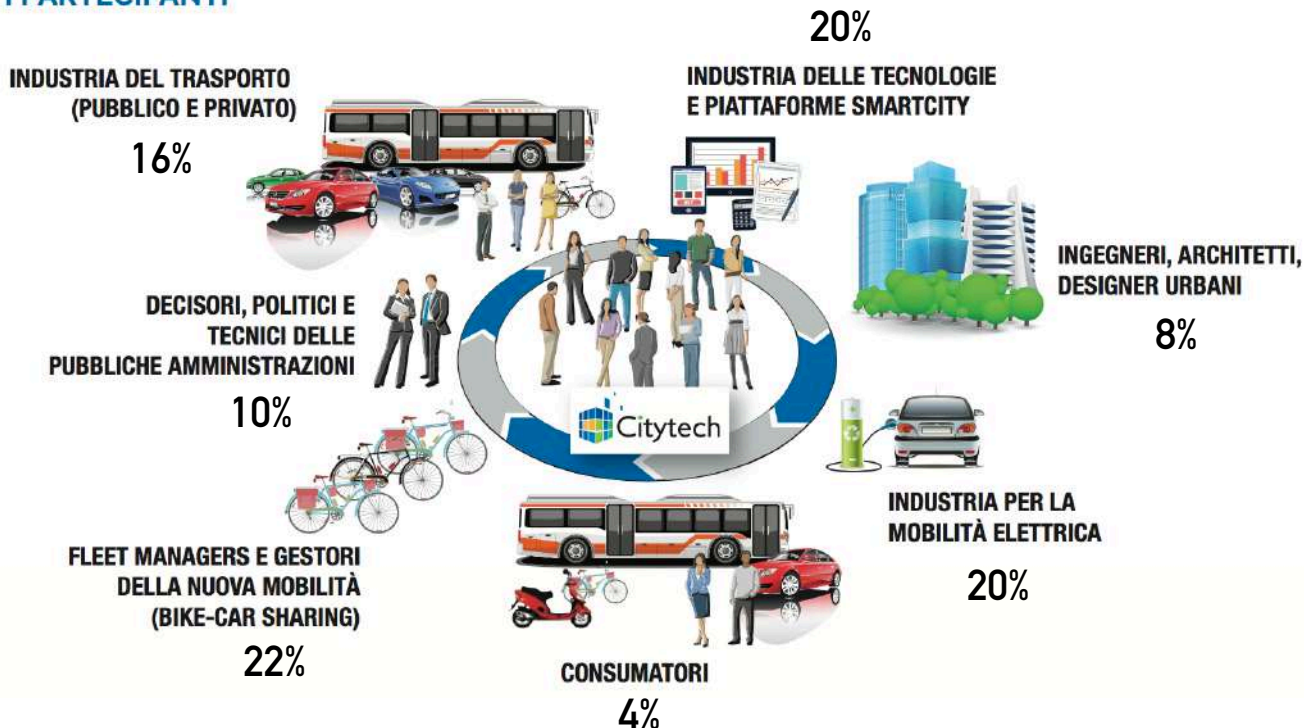 I PARTECIPANTI
INDUSTRIA DEL TRASPORTO
(PUBBLICO E PRIVATO)
16%
20%
INDUSTRIA DELLE TECNOLOGIE
E PIATTAFORME SMARTCITY
INGEGNERI, ARCHITETTI,
DESIGNER URBANI
8%
DECISORI, POLITICI E
TECNICI DELLE
PUBBLICHE AMMINISTRAZIONI
10%
Citytech
INDUSTRIA PER LA
MOBILITÀ ELETTRICA
20%
FLEET MANAGERS E GESTORI
DELLA NUOVA MOBILITÀ
(BIKE-CAR SHARING)
22%
CONSUMATORI
4%